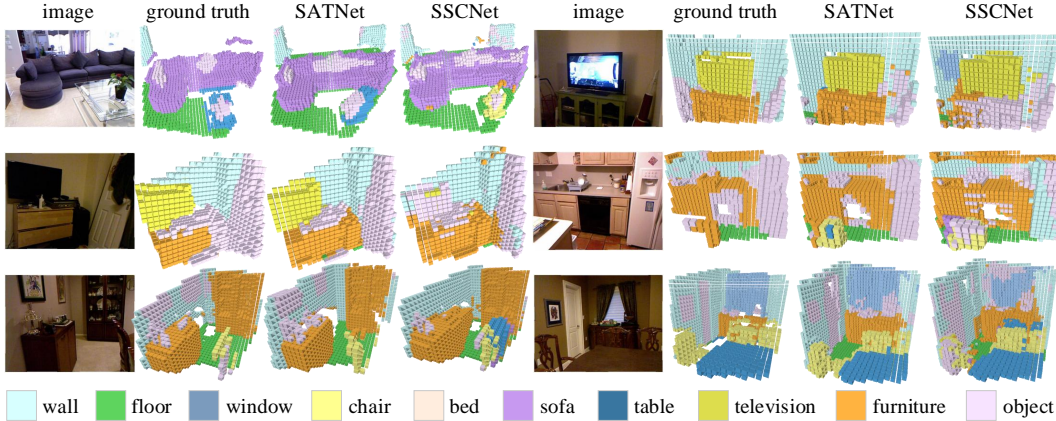 image ground truth SATNet SSCNet image ground truth SATNet SSCNet
wall floor window chair bed sofa table television furniture object